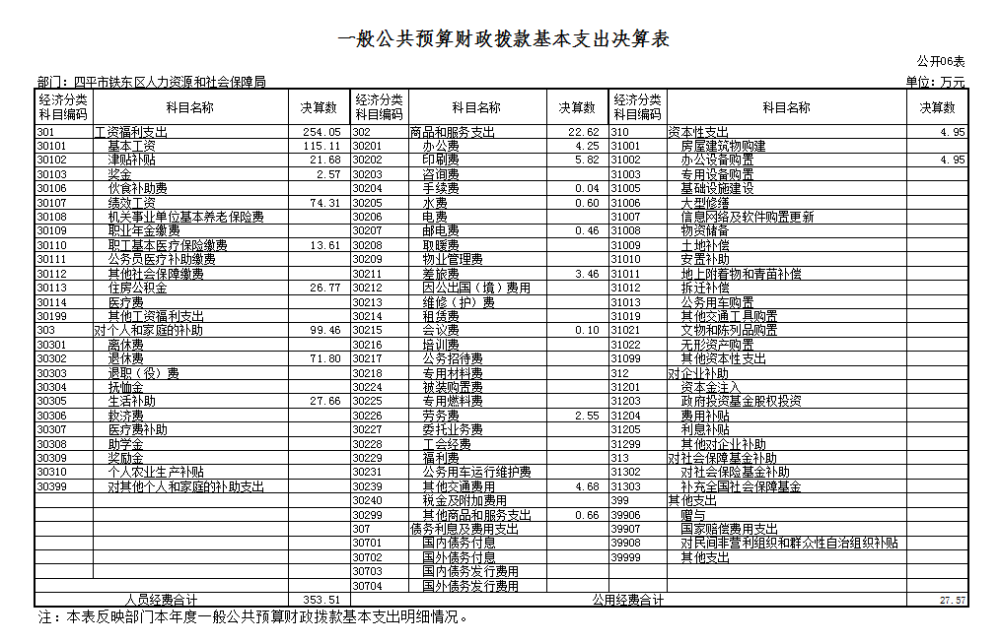 一般公共预算财政拨款基本支出决算表
公开06表
部门：四平市铁东区人力资源和社会保障局 单位：万元
经济分类科目编码 科目名称 决算数 经济分类科目编码 科目名称 决算数 经济分类科目编码 科目名称 决算数
301 工资福利支出 254.05 302 商品和服务支出 22.62 310 资本性支出 4.95
30101 基本工资 115.11 30201 办公费 4.25 31001 房屋建筑物购建
30102 津贴补贴 21.68 30202 印刷费 5.82 31002 办公设备购置 4.95
30103 奖金 2.57 30203 咨询费 31003 专用设备购置
30106 伙食补助费 30204 手续费 0.04 31005 基础设施建设
30107 绩效工资 74.31 30205 水费 0.60 31006 大型修缮
30108 机关事业单位基本养老保险费 30206 电费 31007 信息网络及软件购置更新
30109 职业年金缴费 30207 邮电费 0.46 31008 物资储备
30110 职工基本医疗保险缴费 13.61 30208 取暖费 31009 土地补偿
30111 公务员医疗补助缴费 30209 物业管理费 31010 安置补助
30112 其他社会保障缴费 30211 差旅费 3.46 31011 地上附着物和青苗补偿
30113 住房公积金 26.77 30212 因公出国（境）费用 31012 拆迁补偿
30114 医疗费 30213 维修（护）费 31013 公务用车购置
30199 其他工资福利支出 30214 租赁费 31019 其他交通工具购置
303 对个人和家庭的补助 99.46 30215 会议费 0.10 31021 文物和陈列品购置
30301 离休费 30216 培训费 31022 无形资产购置
30302 退休费 71.80 30217 公务招待费 31099 其他资本性支出
30303 退职（役）费 30218 专用材料费 312 对企业补助
30304 抚恤金 30224 被装购置费 31201 资本金注入
30305 生活补助 27.66 30225 专用燃料费 31203 政府投资基金股权投资
30306 救济费 30226 劳务费 2.55 31204 费用补贴
30307 医疗费补助 30227 委托业务费 31205 利息补贴
30308 助学金 30228 工会经费 31299 其他对企业补助
30309 奖励金 30229 福利费 313 对社会保障基金补助
30310 个人农业生产补贴 30231 公务用车运行维护费 31302 对社会保险基金补助
30399 对其他个人和家庭的补助支出 30239 其他交通费用 4.68 31303 补充全国社会保障基金
30240 税金及附加费用 399 其他支出
30299 其他商品和服务支出 0.66 39906 赠与
307 债务利息及费用支出 39907 国家赔偿费用支出
30701 国内债务付息 39908 对民间非营利组织和群众性自治组织补贴
30702 国外债务付息 39999 其他支出
30703 国内债务发行费用
30704 国外债务发行费用
人员经费合计 353.51 公用经费合计 27.57
注：本表反映部门本年度一般公共预算财政拨款基本支出明细情况。